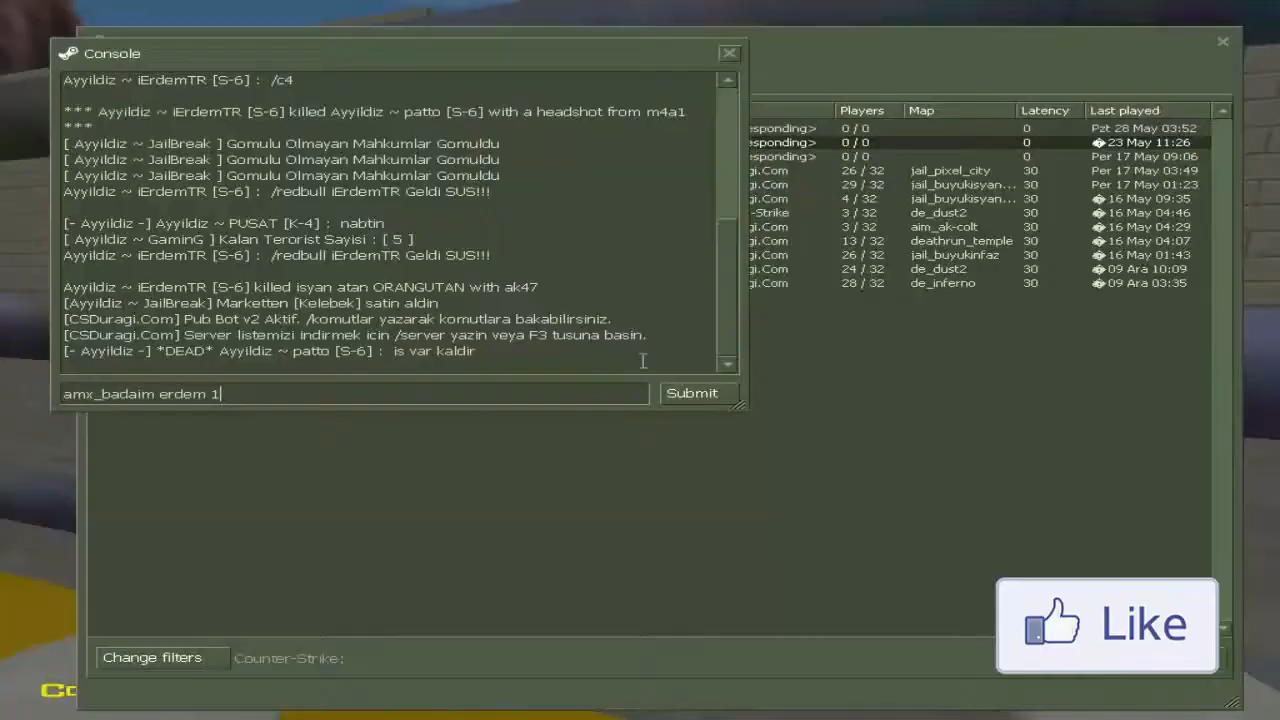 Console
Ayyildiz ~ iErdemTR [S-6] : /c4
*** Ayyildiz ~ iErdemTR [S-6] killed Ayyildiz ~ patto [S-6] with a headshot from m4a1
***
[ Ayyildiz ~ JailBreak ] Gomulu Olmayan Mahkumlar Gomuldu
[ Ayyildiz ~ JailBreak ] Gomulu Olmayan Mahkumlar Gomuldu
[ Ayyildiz ~ JailBreak ] Gomulu Olmayan Mahkumlar Gomuldu
Ayyildiz ~ iErdemTR [S-6] : /redbull iErdemTR Geldi SUS!!!
[- Ayyildiz -] Ayyildiz ~ PUSAT [K-4] : nabtin
[ Ayyildiz ~ GaminG ] Kalan Terorist Sayisi : [ 5 ]
Ayyildiz ~ iErdemTR [S-6] : /redbull iErdemTR Geldi SUS!!!
Ayyildiz ~ iErdemTR [S-6] killed isyan atan ORANGUTAN with ak47
[Ayyildiz ~ JailBreak] Marketten [Kelebek] satin aldin
[CSDuragi.Com] Pub Bot v2 Aktif. /komutlar yazarak komutlara bakabilirsiniz.
[CSDuragi.Com] Server listemizi indirmek icin /server yazin veya F3 tusuna basin.
[- Ayyildiz -] *DEAD* Ayyildiz ~ patto [S-6] : is var kaldir
amx_badaim erdem 1
Submit
Players Map Latency Last played
esponding> 0 / 0 0 Pzt 28 May 03:52
esponding> 0 / 0 0 � 23 May 11:26
esponding> 0 / 0 0 Per 17 May 09:06
gi.Com 26 / 32 jail_pixel_city 30 Per 17 May 03:49
gi.Com 29 / 32 jail_buyukisyan... 30 Per 17 May 01:23
gi.Com 4 / 32 jail_buyukisyan... 30 � 16 May 09:35
-Strike 3 / 32 de_dust2 30 � 16 May 04:46
gi.Com 3 / 32 aim_ak-colt 30 � 16 May 04:29
gi.Com 13 / 32 deathrun_temple 30 � 16 May 04:07
gi.Com 26 / 32 jail_buyukinfaz 30 � 16 May 01:43
gi.Com 24 / 32 de_dust2 30 � 09 Ara 10:09
gi.Com 28 / 32 de_inferno 30 � 09 Ara 03:35
Like
Change filters Counter-Strike;
Co